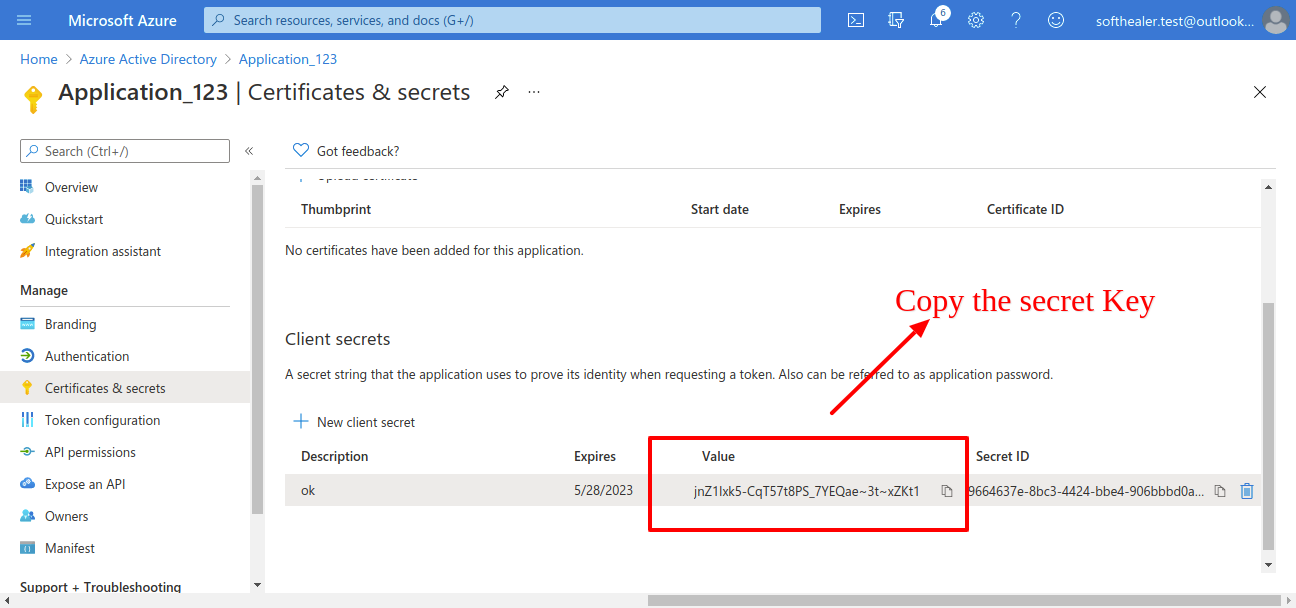 Microsoft Azure
Search resources, services, and docs (G+/)
6
softhealer.test@outlook...
Home > Azure Active Directory > Application_123
Application_123 | Certificates & secrets
Search (Ctrl+/)
«
Got feedback?
Overview
Quickstart
Integration assistant
Manage
Branding
Authentication
Certificates & secrets
Token configuration
API permissions
Expose an API
Owners
Manifest
Support + Troubleshooting
Upload certificate
Thumbprint Start date Expires Certificate ID
No certificates have been added for this application.
Copy the secret Key
Client secrets
A secret string that the application uses to prove its identity when requesting a token. Also can be referred to as application password.
New client secret
Description Expires Value Secret ID
ok 5/28/2023 jnZ1lxk5-CqT57t8PS_7YEQae~3t~xZKt1 9664637e-8bc3-4424-bbe4-906bbbd0a...